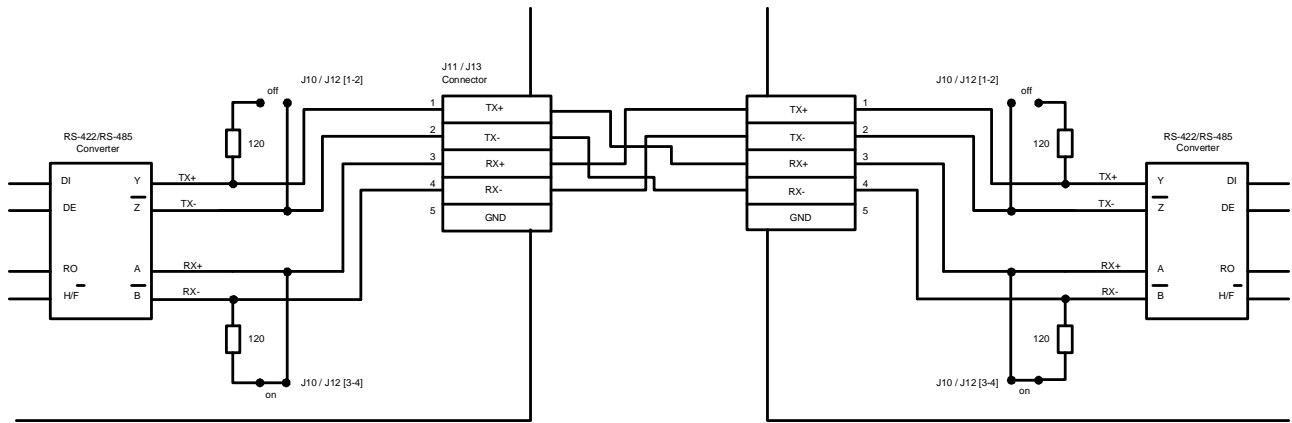 J11 / J13
Connector
J10 / J12 [1-2]
off
RS-422/RS-485
Converter
120
DI
Y
TX+
DE
Z
TX-
RO
A
RX+
H/F
B
RX-
120
J10 / J12 [3-4]
on
1
TX+
2
TX-
3
RX+
4
RX-
5
GND
TX+
1
TX-
2
RX+
3
RX-
4
GND
5
J10 / J12 [1-2]
off
120
RS-422/RS-485
Converter
TX+
Y
DI
TX-
Z
DE
RX+
A
RO
RX-
B
H/F
120
J10 / J12 [3-4]
on